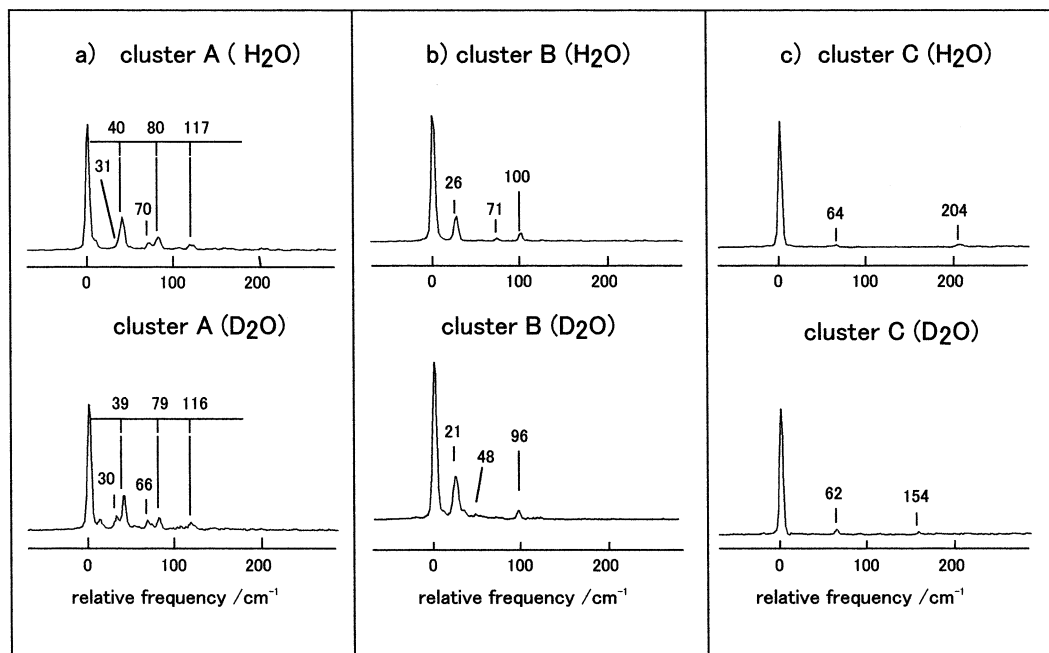 a) cluster A ( H2O)
40 80 117
31
70
0 100 200
cluster A (D2O)
39 79 116
30 66
0 100 200
relative frequency /cm⁻¹
b) cluster B (H2O)
26 71 100
0 100 200
cluster B (D2O)
21 48 96
0 100 200
relative frequency /cm⁻¹
c) cluster C (H2O)
64 204
0 100 200
cluster C (D2O)
62 154
0 100 200
relative frequency /cm⁻¹